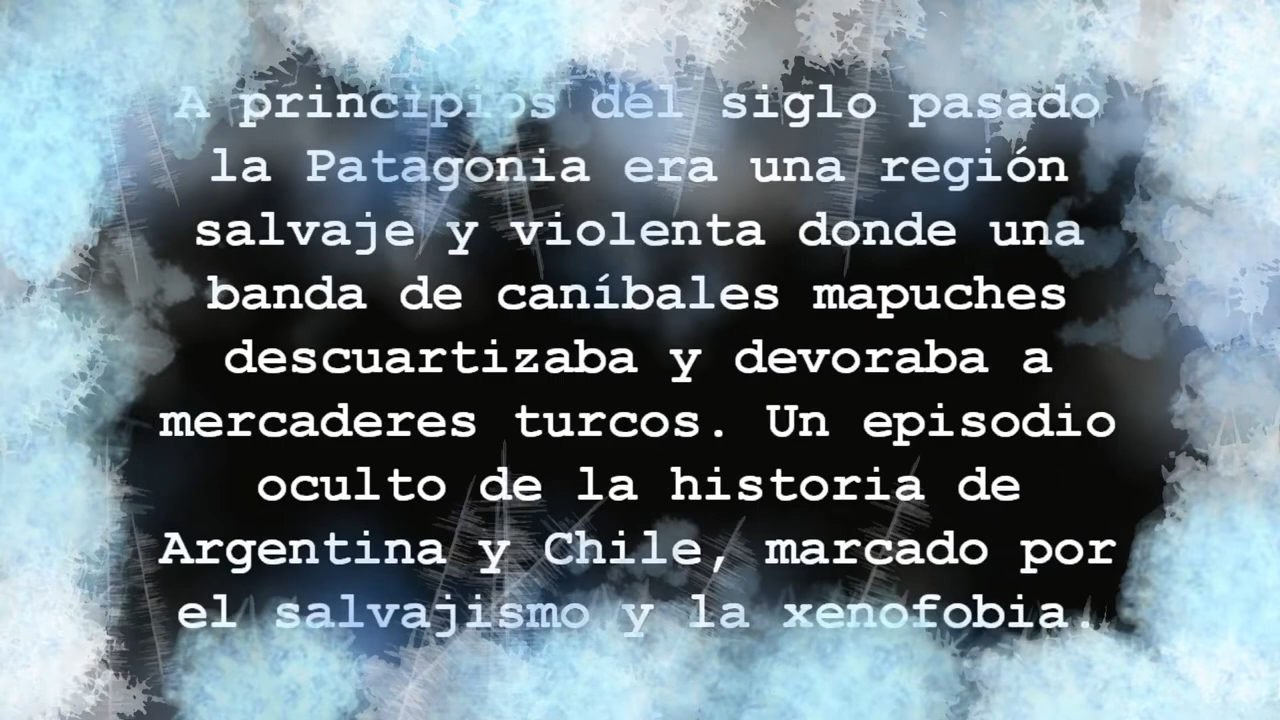 A principios del siglo pasado
la Patagonia era una región
salvaje y violenta donde una
banda de caníbales mapuches
descuartizaba y devoraba a
mercaderes turcos. Un episodio
oculto de la historia de
Argentina y Chile, marcado por
el salvajismo y la xenofobia.